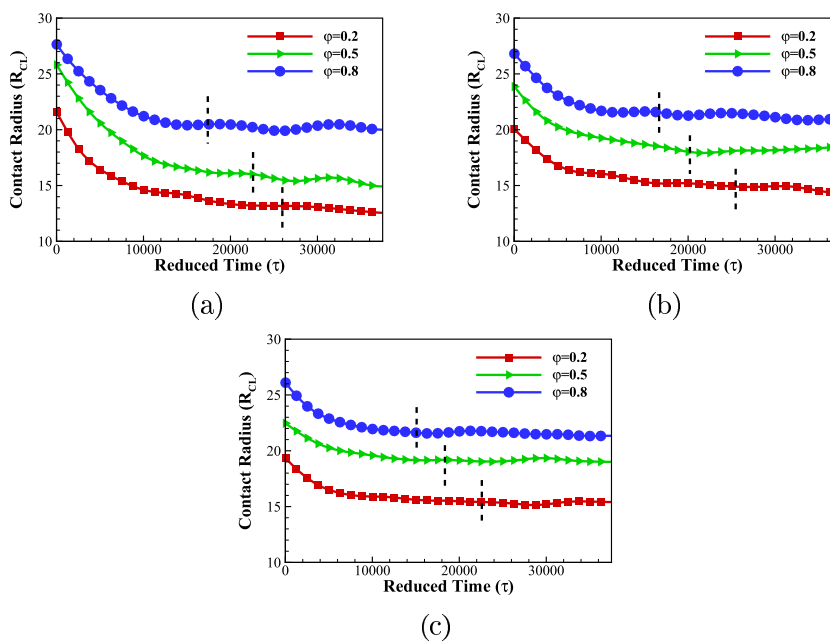 30
φ=0.2
φ=0.5
φ=0.8
25
20
15
10
0
10000
20000
30000
Contact Radius (R_CL)
Reduced Time (τ)
(a)
30
φ=0.2
φ=0.5
φ=0.8
25
20
15
10
0
10000
20000
30000
Contact Radius (R_CL)
Reduced Time (τ)
(b)
30
φ=0.2
φ=0.5
φ=0.8
25
20
15
10
0
10000
20000
30000
Contact Radius (R_CL)
Reduced Time (τ)
(c)